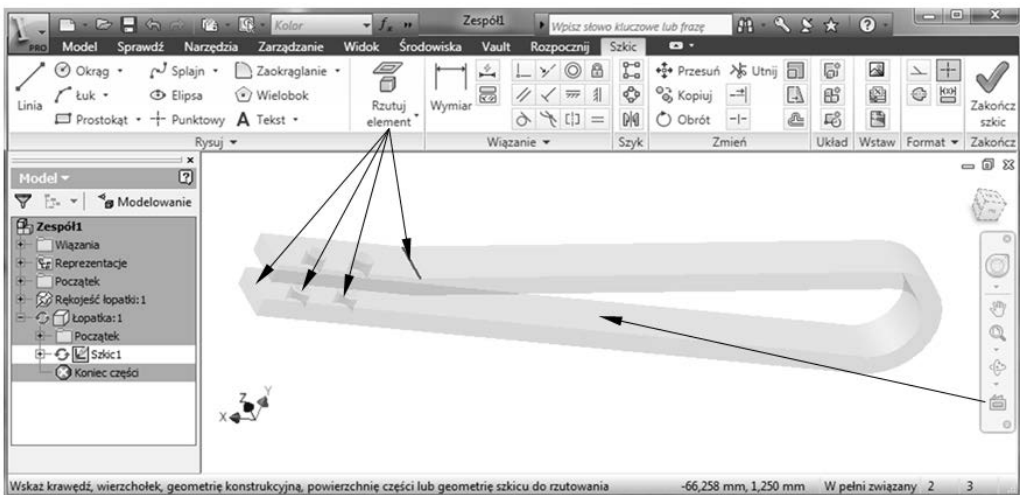 Zespół1
Kolor
Wpisz słowo kluczowe lub frazę
PRO
Model Sprawdź Narzędzia Zarządzanie Widok Środowiska Vault Rozpocznij Szkic
Linia
Okrąg
Łuk
Prostokąt
Splajn
Elipsa
Punktowy
Zaokrąglanie
Wielobok
A Tekst
Rzutuj element
Wymiar
Przesuń
Kopiuj
Obrót
Utnij
Zakończ szkic
Rysuj Wiązanie Szyk Zmień Układ Wstaw Format Zakończ
Model
Modelowanie
Zespół1
Wiązania
Reprezentacje
Początek
Rękojeść łopatki:1
Łopatka:1
Początek
Szkic1
Koniec części
Z Y
X
Wskaż krawędź, wierzchołek, geometrię konstrukcyjną, powierzchnię części lub geometrię szkicu do rzutowania -66,258 mm, 1,250 mm W pełni związany 2 3